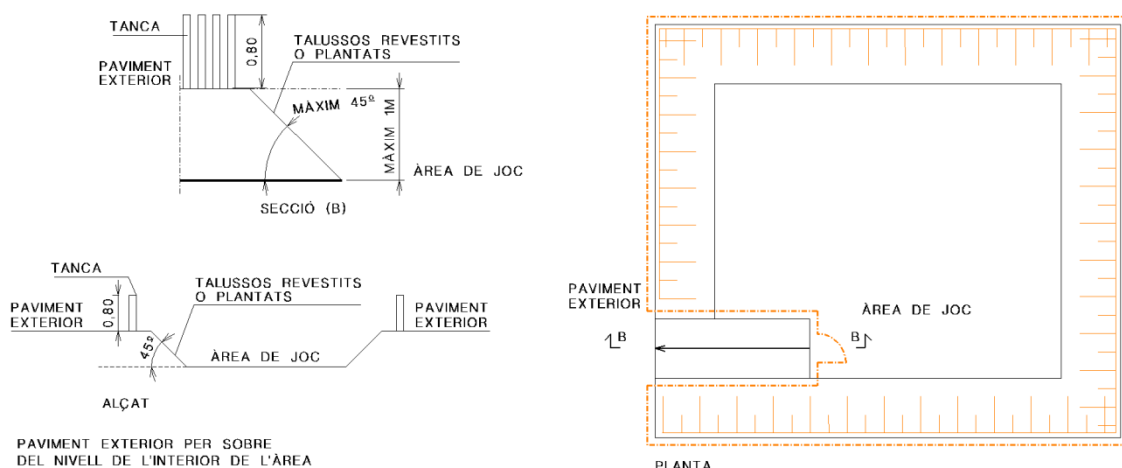 TANCA
TALUSSOS REVESTITS
O PLANTATS
0,80
PAVIMENT
EXTERIOR
MÀXIM 45º
MÀXIM 1M
ÀREA DE JOC
SECCIÓ (B)
TANCA
TALUSSOS REVESTITS
O PLANTATS
PAVIMENT
EXTERIOR
0,80
PAVIMENT
EXTERIOR
45º
ÀREA DE JOC
ALÇAT
PAVIMENT EXTERIOR PER SOBRE
DEL NIVELL DE L'INTERIOR DE L'ÀREA
PAVIMENT
EXTERIOR
ÀREA DE JOC
B
B
PLANTA